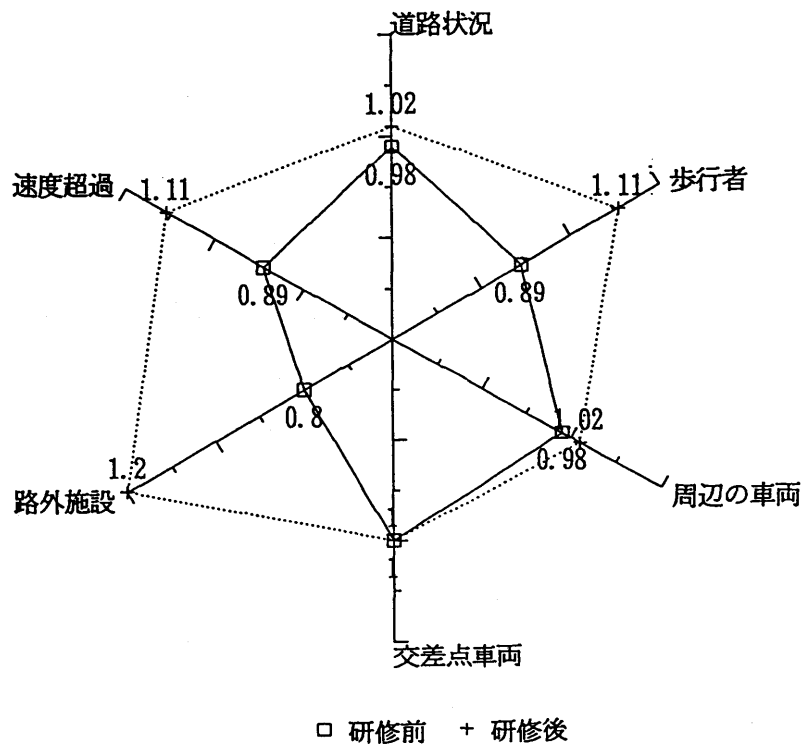 道路状況
1.02
0.98
速度超過
1.11
1.11
歩行者
0.89
0.89
0.8
1.02
0.98
1.2
路外施設
周辺の車両
1
交差点車両
研修前 研修後